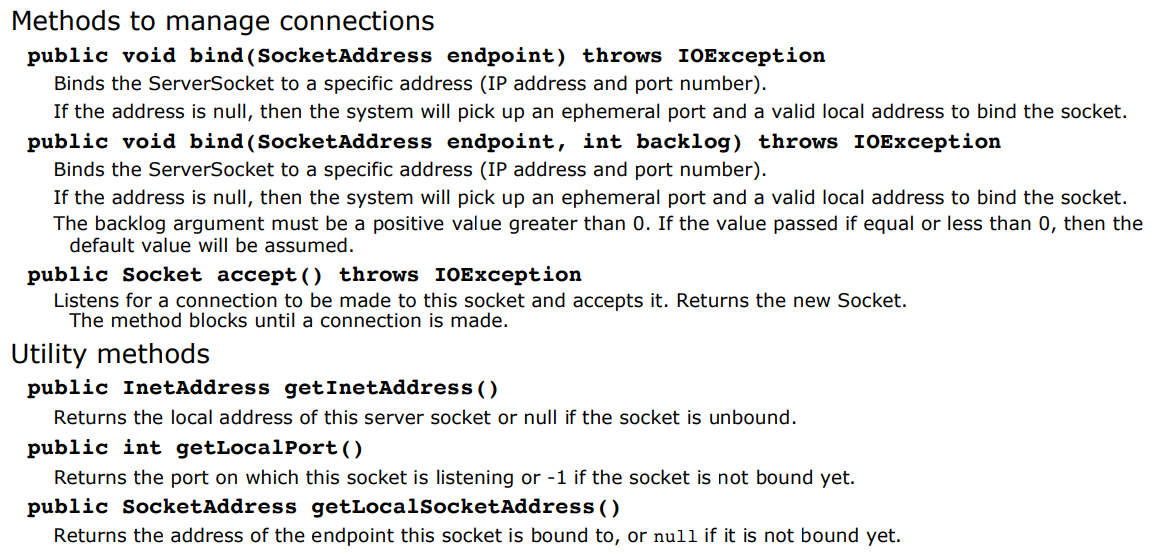 Methods to manage connections
public void bind(SocketAddress endpoint) throws IOException
Binds the ServerSocket to a specific address (IP address and port number).
If the address is null, then the system will pick up an ephemeral port and a valid local address to bind the socket.
public void bind(SocketAddress endpoint, int backlog) throws IOException
Binds the ServerSocket to a specific address (IP address and port number).
If the address is null, then the system will pick up an ephemeral port and a valid local address to bind the socket.
The backlog argument must be a positive value greater than 0. If the value passed if equal or less than 0, then the
default value will be assumed.
public Socket accept() throws IOException
Listens for a connection to be made to this socket and accepts it. Returns the new Socket.
The method blocks until a connection is made.
Utility methods
public InetAddress getInetAddress()
Returns the local address of this server socket or null if the socket is unbound.
public int getLocalPort()
Returns the port on which this socket is listening or -1 if the socket is not bound yet.
public SocketAddress getLocalSocketAddress()
Returns the address of the endpoint this socket is bound to, or null if it is not bound yet.